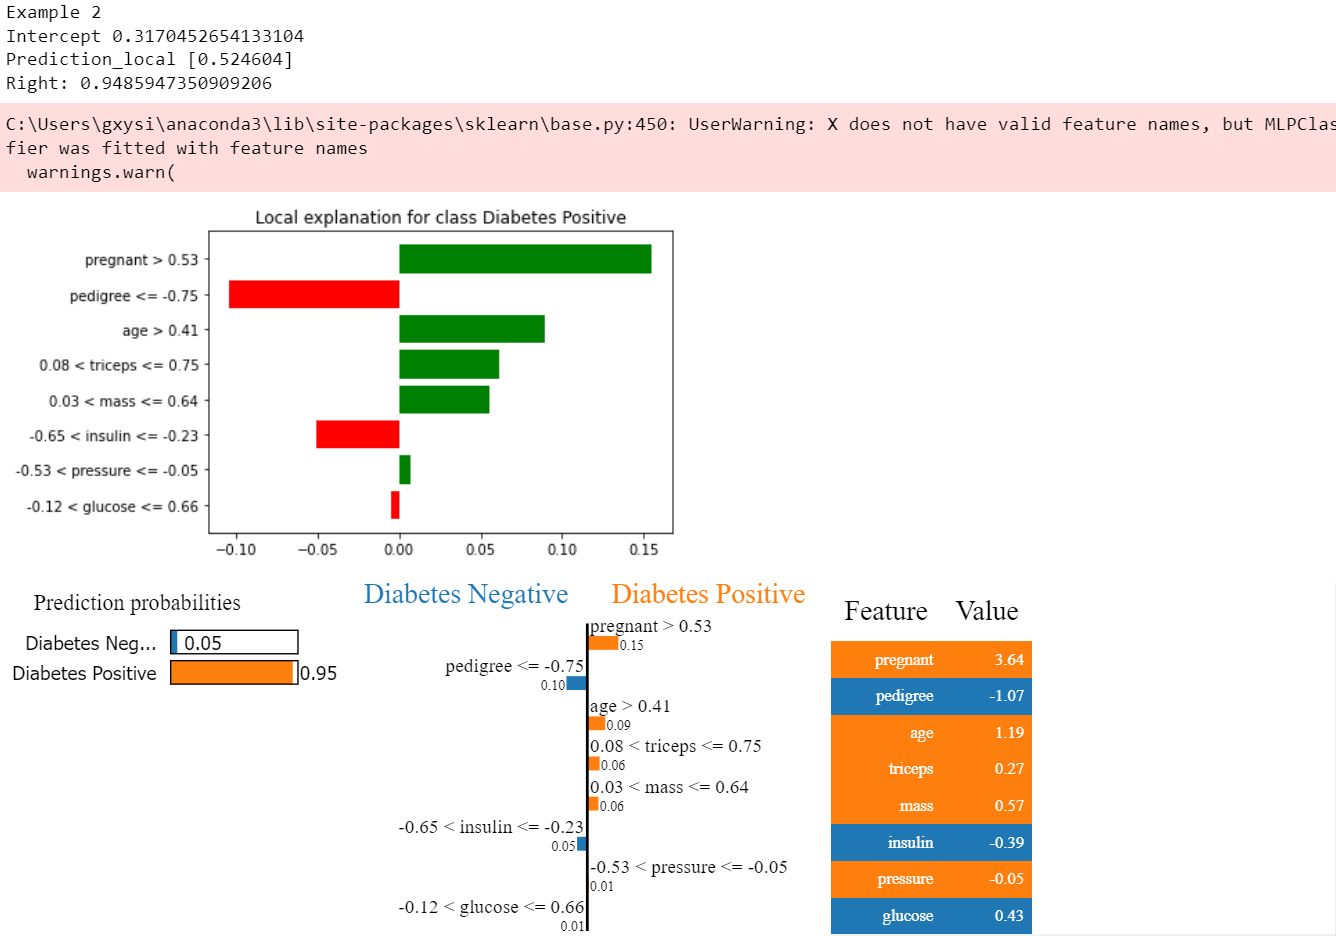 Example 2
Intercept 0.3170452654133104
Prediction_local [0.524604]
Right: 0.9485947350909206
C:\Users\gxysi\anaconda3\lib\site-packages\sklearn\base.py:450: UserWarning: X does not have valid feature names, but MLPClas
fier was fitted with feature names
warnings.warn(
Local explanation for class Diabetes Positive
pregnant > 0.53
pedigree <= -0.75
age > 0.41
0.08 < triceps <= 0.75
0.03 < mass <= 0.64
-0.65 < insulin <= -0.23
-0.53 < pressure <= -0.05
-0.12 < glucose <= 0.66
−0.10 −0.05 0.00 0.05 0.10 0.15
Prediction probabilities
Diabetes Neg... 0.05
Diabetes Positive 0.95
Diabetes Negative Diabetes Positive
pregnant > 0.53
0.15
pedigree <= -0.75
0.10
age > 0.41
0.09
0.08 < triceps <= 0.75
0.06
0.03 < mass <= 0.64
0.06
-0.65 < insulin <= -0.23
0.05
-0.53 < pressure <= -0.05
0.01
-0.12 < glucose <= 0.66
0.01
Feature Value
pregnant 3.64
pedigree -1.07
age 1.19
triceps 0.27
mass 0.57
insulin -0.39
pressure -0.05
glucose 0.43